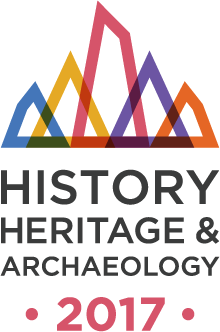 HISTORY
HERITAGE &
ARCHAEOLOGY
• 2017 •